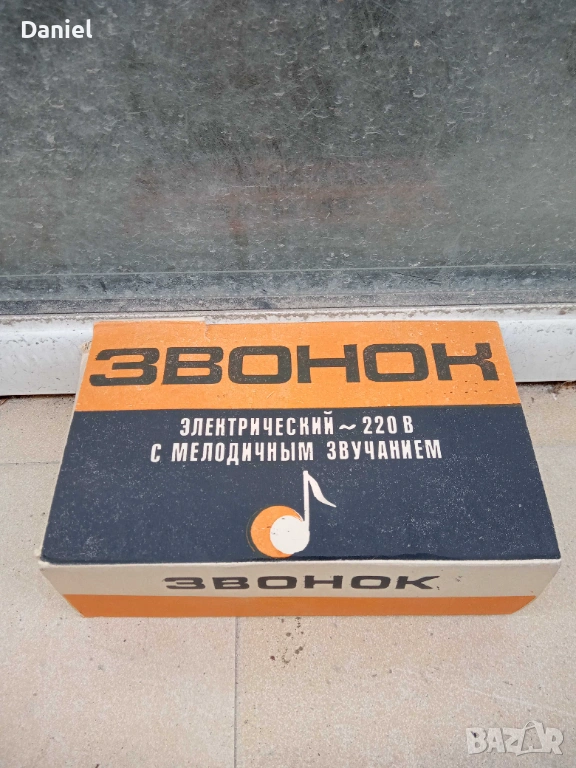 Daniel
ЗВОНОК
ЭЛЕКТРИЧЕСКИЙ ~ 220 В
С МЕЛОДИЧНЫМ ЗВУЧАНИЕМ
ЗВОНОК
BAZAR